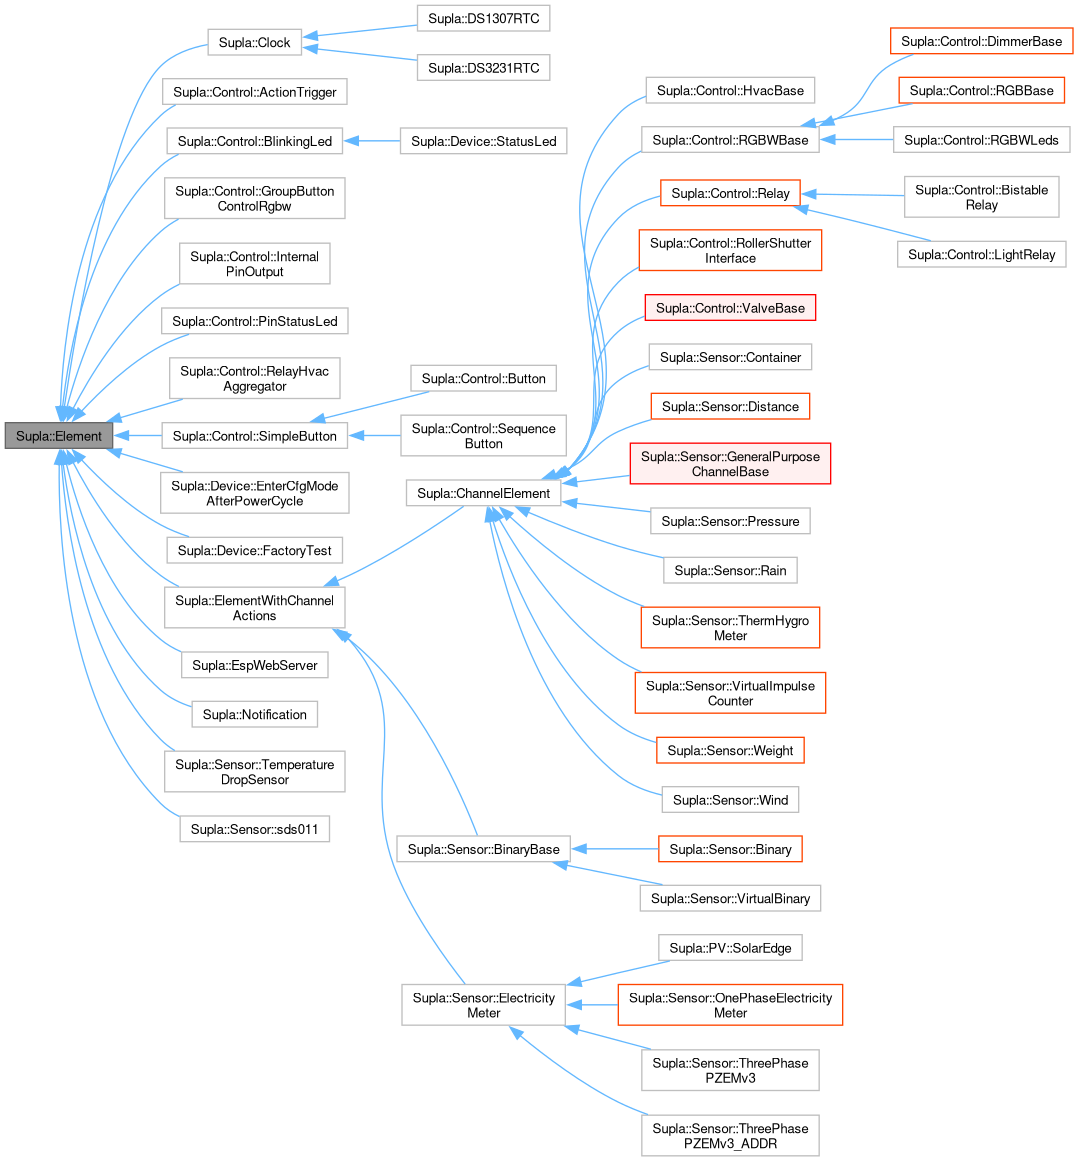 Supla::Element
Supla::Clock
Supla::DS1307RTC
Supla::DS3231RTC
Supla::Control::ActionTrigger
Supla::Control::BlinkingLed
Supla::Device::StatusLed
Supla::Control::GroupButton
ControlRgbw
Supla::Control::Internal
PinOutput
Supla::Control::PinStatusLed
Supla::Control::RelayHvac
Aggregator
Supla::Control::SimpleButton
Supla::Control::Button
Supla::Control::Sequence
Button
Supla::Device::EnterCfgMode
AfterPowerCycle
Supla::Device::FactoryTest
Supla::ElementWithChannel
Actions
Supla::EspWebServer
Supla::Notification
Supla::Sensor::Temperature
DropSensor
Supla::Sensor::sds011
Supla::ChannelElement
Supla::Control::HvacBase
Supla::Control::RGBWBase
Supla::Control::DimmerBase
Supla::Control::RGBBase
Supla::Control::RGBWLeds
Supla::Control::Relay
Supla::Control::Bistable
Relay
Supla::Control::LightRelay
Supla::Control::RollerShutter
Interface
Supla::Control::ValveBase
Supla::Sensor::Container
Supla::Sensor::Distance
Supla::Sensor::GeneralPurpose
ChannelBase
Supla::Sensor::Pressure
Supla::Sensor::Rain
Supla::Sensor::ThermHygro
Meter
Supla::Sensor::VirtualImpulse
Counter
Supla::Sensor::Weight
Supla::Sensor::Wind
Supla::Sensor::BinaryBase
Supla::Sensor::Binary
Supla::Sensor::VirtualBinary
Supla::Sensor::Electricity
Meter
Supla::PV::SolarEdge
Supla::Sensor::OnePhaseElectricity
Meter
Supla::Sensor::ThreePhase
PZEMv3
Supla::Sensor::ThreePhase
PZEMv3_ADDR